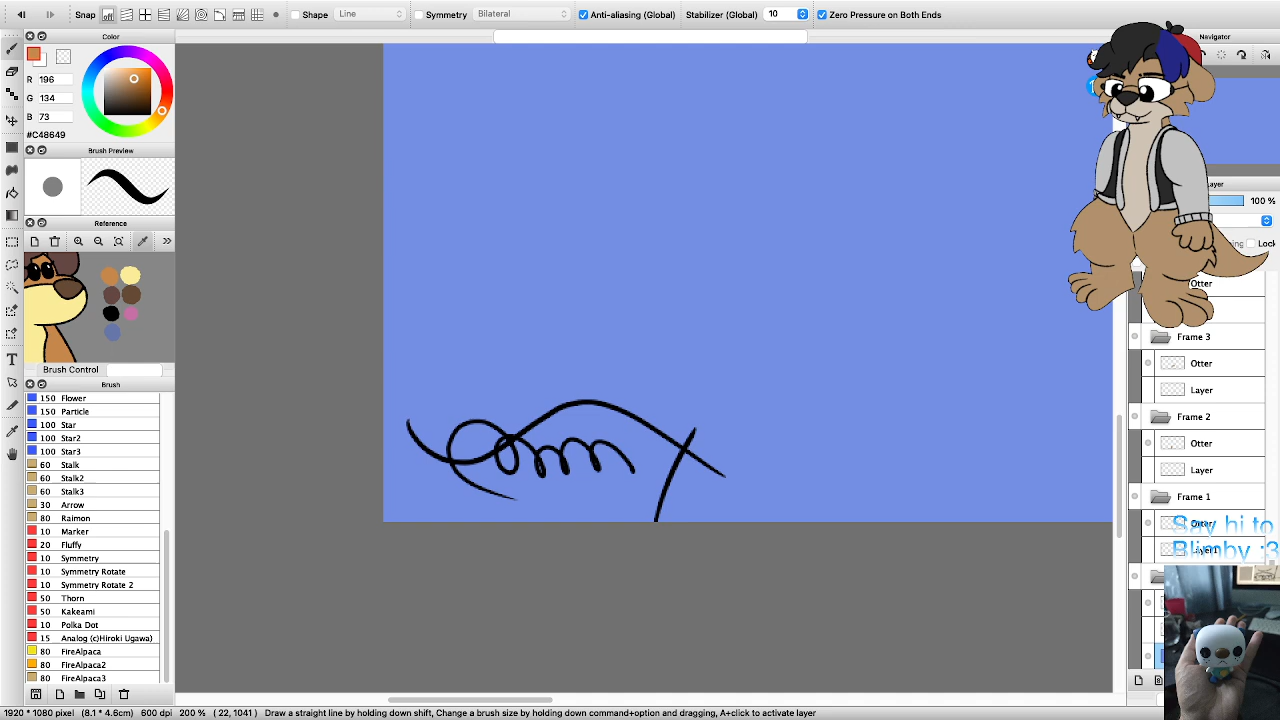 Snap Shape Line Symmetry Bilateral Anti-aliasing (Global) Stabilizer (Global) 10 Zero Pressure on Both Ends
Color
R 196
G 134
B 73
#C48649
Brush Preview
Reference
Brush Control
Brush
150 Flower
150 Particle
100 Star
100 Star2
100 Star3
60 Stalk
60 Stalk2
60 Stalk3
30 Arrow
80 Raimon
10 Marker
20 Fluffy
10 Symmetry
10 Symmetry Rotate
10 Symmetry Rotate 2
50 Thorn
50 Kakeami
10 Polka Dot
15 Analog (c)Hiroki Ugawa)
80 FireAlpaca
80 FireAlpaca2
80 FireAlpaca3
Navigator
Layer
100 %
Lock
Otter
Frame 3
Otter
Layer
Frame 2
Otter
Layer
Frame 1
Otter
Layer1
Say hi to
Blimby :3
1920 * 1080 pixel (8.1 * 4.6cm) 600 dpi 200 % ( 22, 1041) Draw a straight line by holding down shift, Change a brush size by holding down command+option and dragging, A+click to activate layer